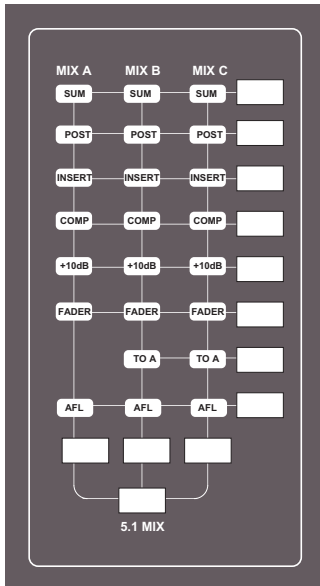 MIX A MIX B MIX C
SUM SUM SUM
POST POST POST
INSERT INSERT INSERT
COMP COMP COMP
+10dB +10dB +10dB
FADER FADER FADER
TO A TO A
AFL AFL AFL
5.1 MIX